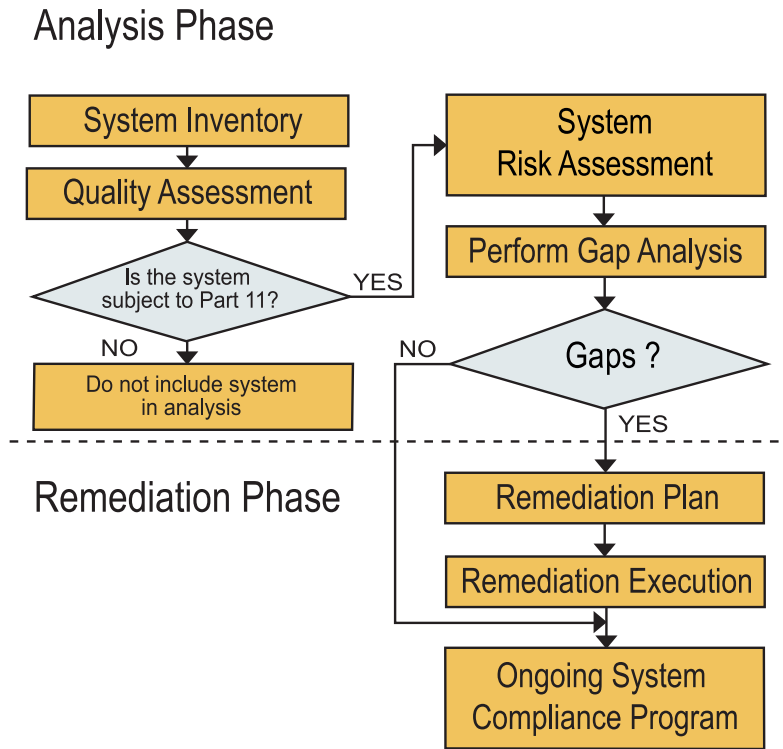 Analysis Phase
System Inventory
Quality Assessment
Is the system
subject to Part 11?
YES
NO
Do not include system
in analysis
System
Risk Assessment
Perform Gap Analysis
Gaps ?
NO
YES
Remediation Phase
Remediation Plan
Remediation Execution
Ongoing System
Compliance Program